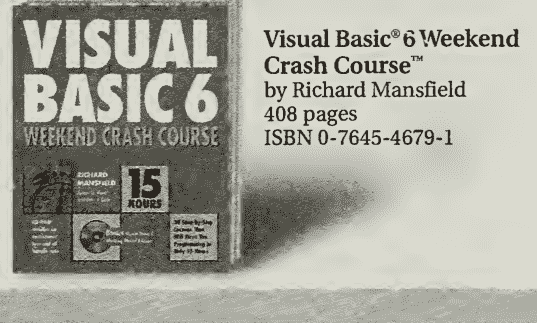 VISUAL
BASIC 6
WEEKEND CRASH COURSE
RICHARD
MANSFIELD
15
HOURS
Visual Basic® 6 Weekend
Crash Course™
by Richard Mansfield
408 pages
ISBN 0-7645-4679-1